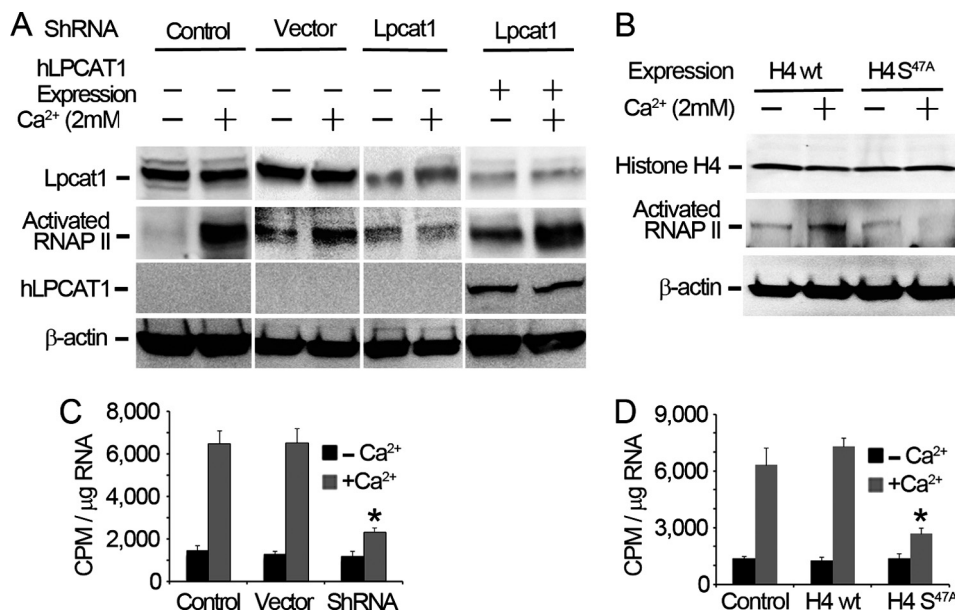 A ShRNA Control Vector Lpcat1 Lpcat1
hLPCAT1
Expression − − − − − − + +
Ca²⁺ (2mM − + − + − + − +
Lpcat1
Activated
RNAP II
hLPCAT1
β-actin
B
Expression H4 wt H4 S⁴⁷ᴬ
Ca²⁺ (2mM) − + − +
Histone H4
Activated
RNAP II
β-actin
C
CPM / µg RNA
8,000
6,000
4,000
2,000
0
− Ca²⁺
+Ca²⁺
*
Control Vector ShRNA
D
CPM / µg RNA
9,000
6,000
3,000
0
− Ca²⁺
+Ca²⁺
*
Control H4 wt H4 S⁴⁷ᴬ